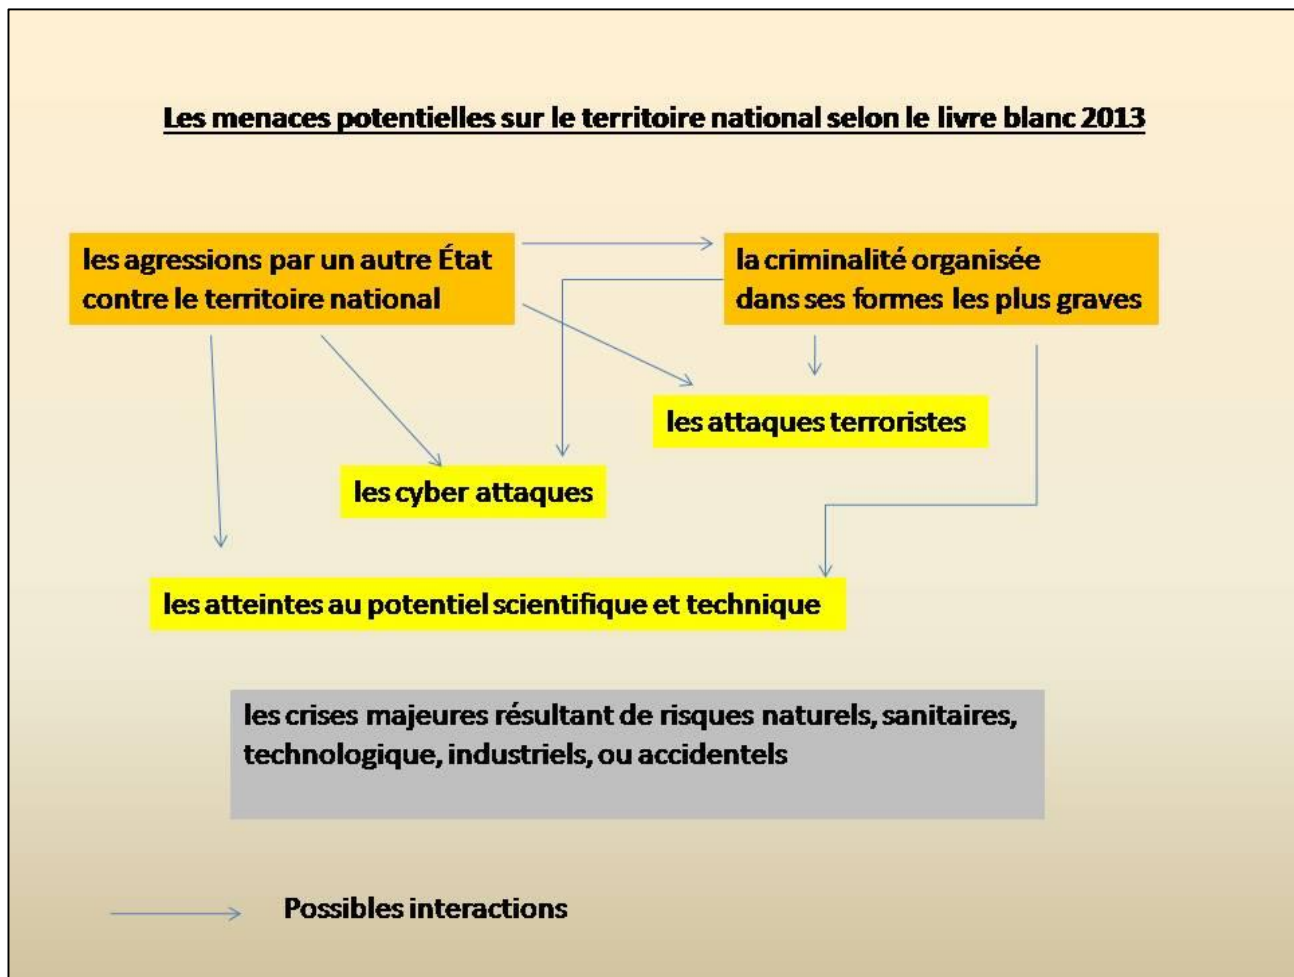 Les menaces potentielles sur le territoire national selon le livre blanc 2013
les agressions par un autre État
contre le territoire national
la criminalité organisée
dans ses formes les plus graves
les attaques terroristes
les cyber attaques
les atteintes au potentiel scientifique et technique
les crises majeures résultant de risques naturels, sanitaires,
technologique, industriels, ou accidentels
Possibles interactions